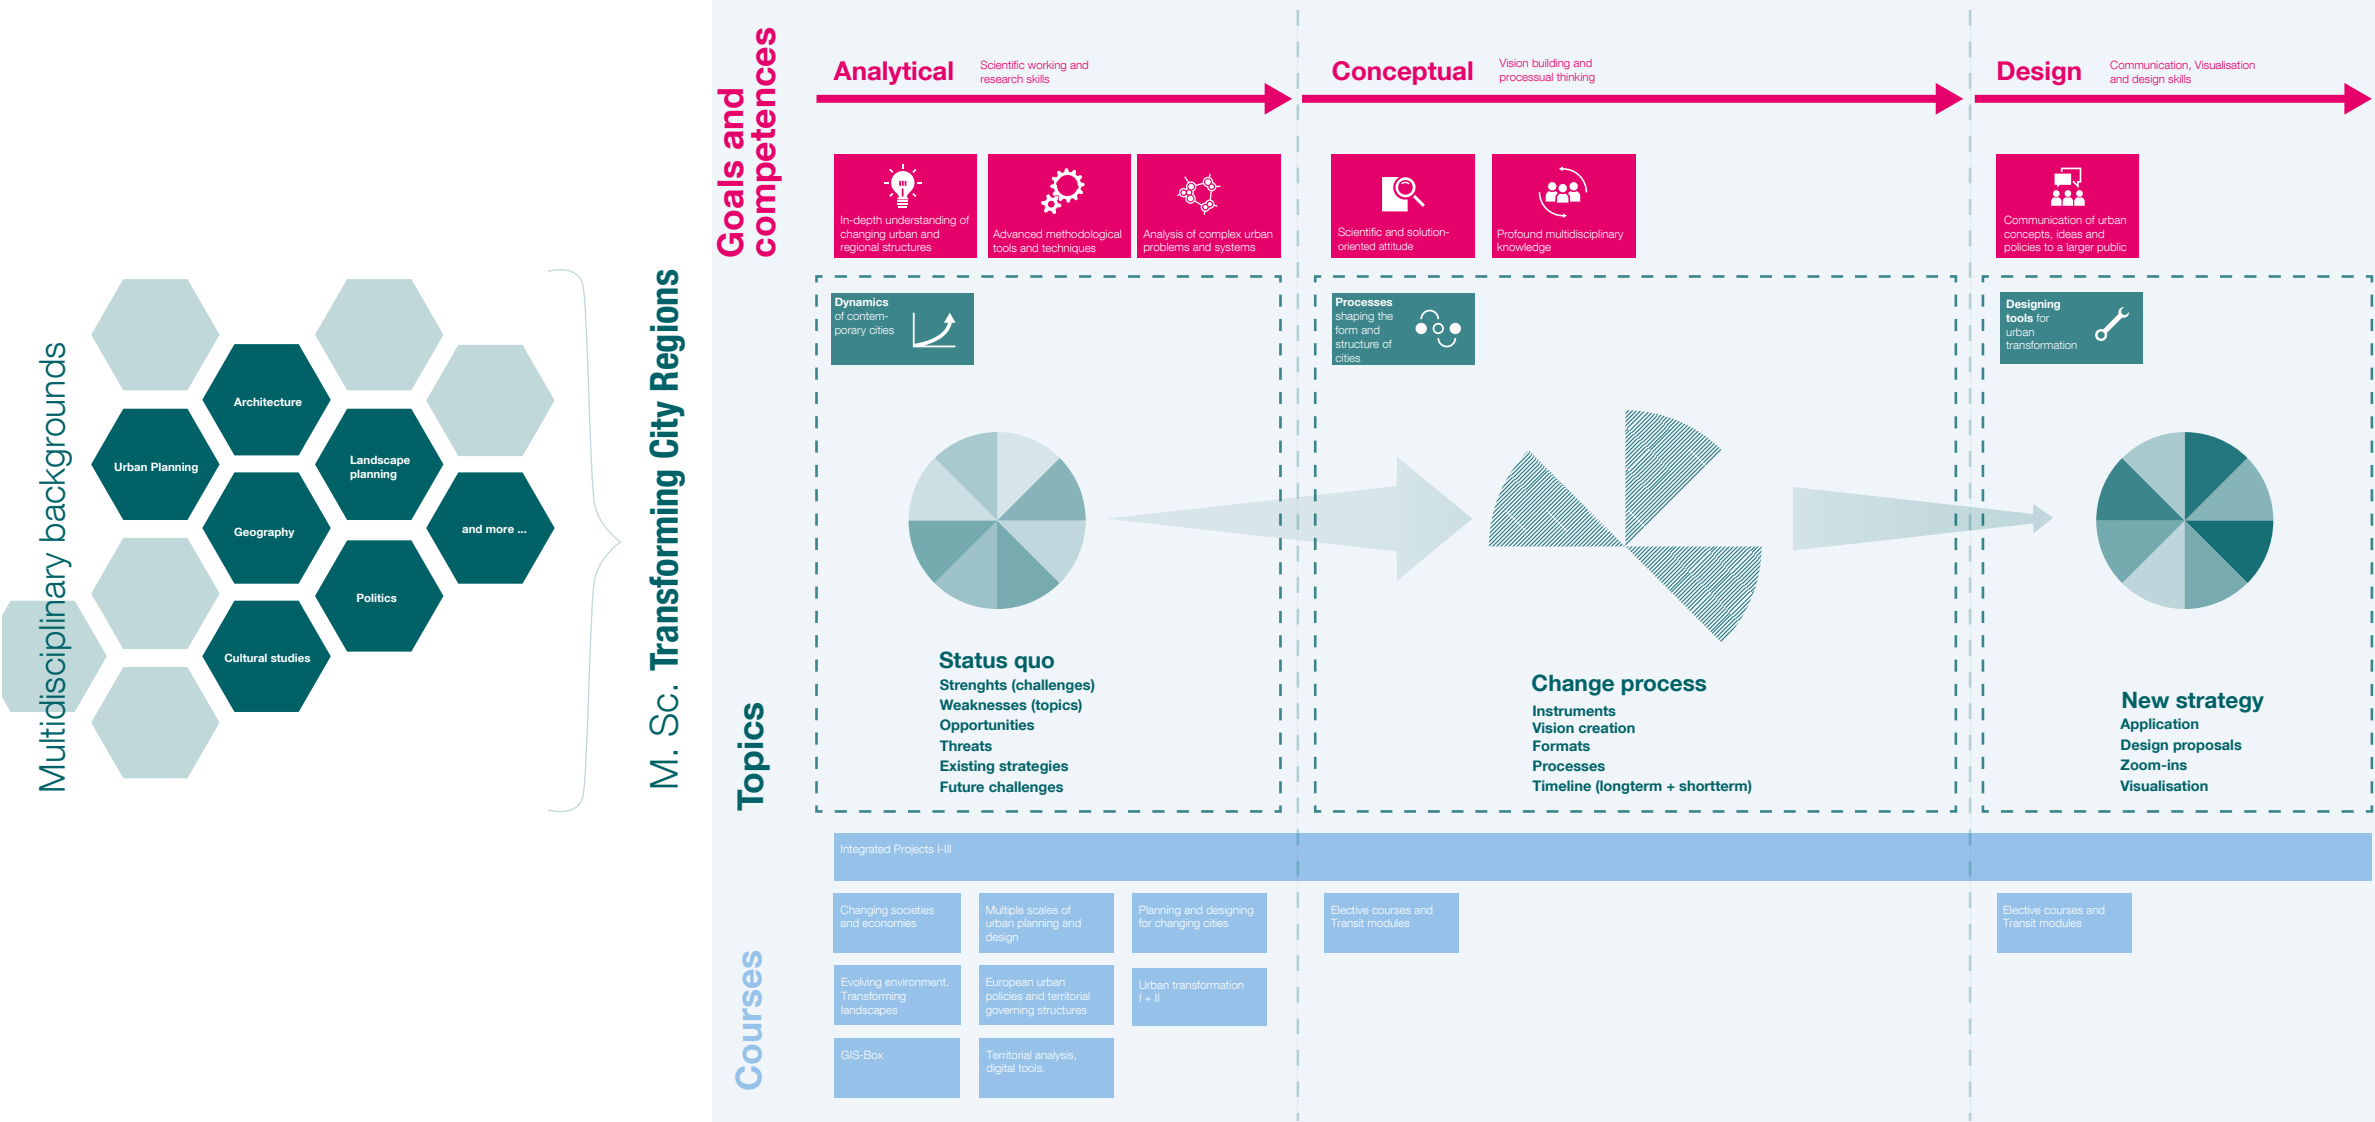 Multidisciplinary backgrounds
Architecture
Urban Planning
Landscape
planning
Geography
and more ...
Politics
Cultural studies
M. Sc. Transforming City Regions
Goals and
competences
Analytical
Scientific working and
research skills
Conceptual
Vision building and
processual thinking
Design
Communication, Visualisation
and design skills
In-depth understanding of
changing urban and
regional structures
Advanced methodological
tools and techniques
Analysis of complex urban
problems and systems
Scientific and solution-
oriented attitude
Profound multidisciplinary
knowledge
Communication of urban
concepts, ideas and
policies to a larger public
Topics
Dynamics
of contem-
porary cities
Status quo
Strenghts (challenges)
Weaknesses (topics)
Opportunities
Threats
Existing strategies
Future challenges
Processes
shaping the
form and
structure of
cities
Change process
Instruments
Vision creation
Formats
Processes
Timeline (longterm + shortterm)
Designing
tools for
urban
transformation
New strategy
Application
Design proposals
Zoom-ins
Visualisation
Courses
Integrated Projects I-III
Changing societies
and economies
Multiple scales of
urban planning and
design
Planning and designing
for changing cities
Elective courses and
Transit modules
Elective courses and
Transit modules
Evolving environment.
Transforming
landscapes
European urban
policies and territorial
governing structures
Urban transformation
I + II
GIS-Box
Territorial analysis,
digital tools.